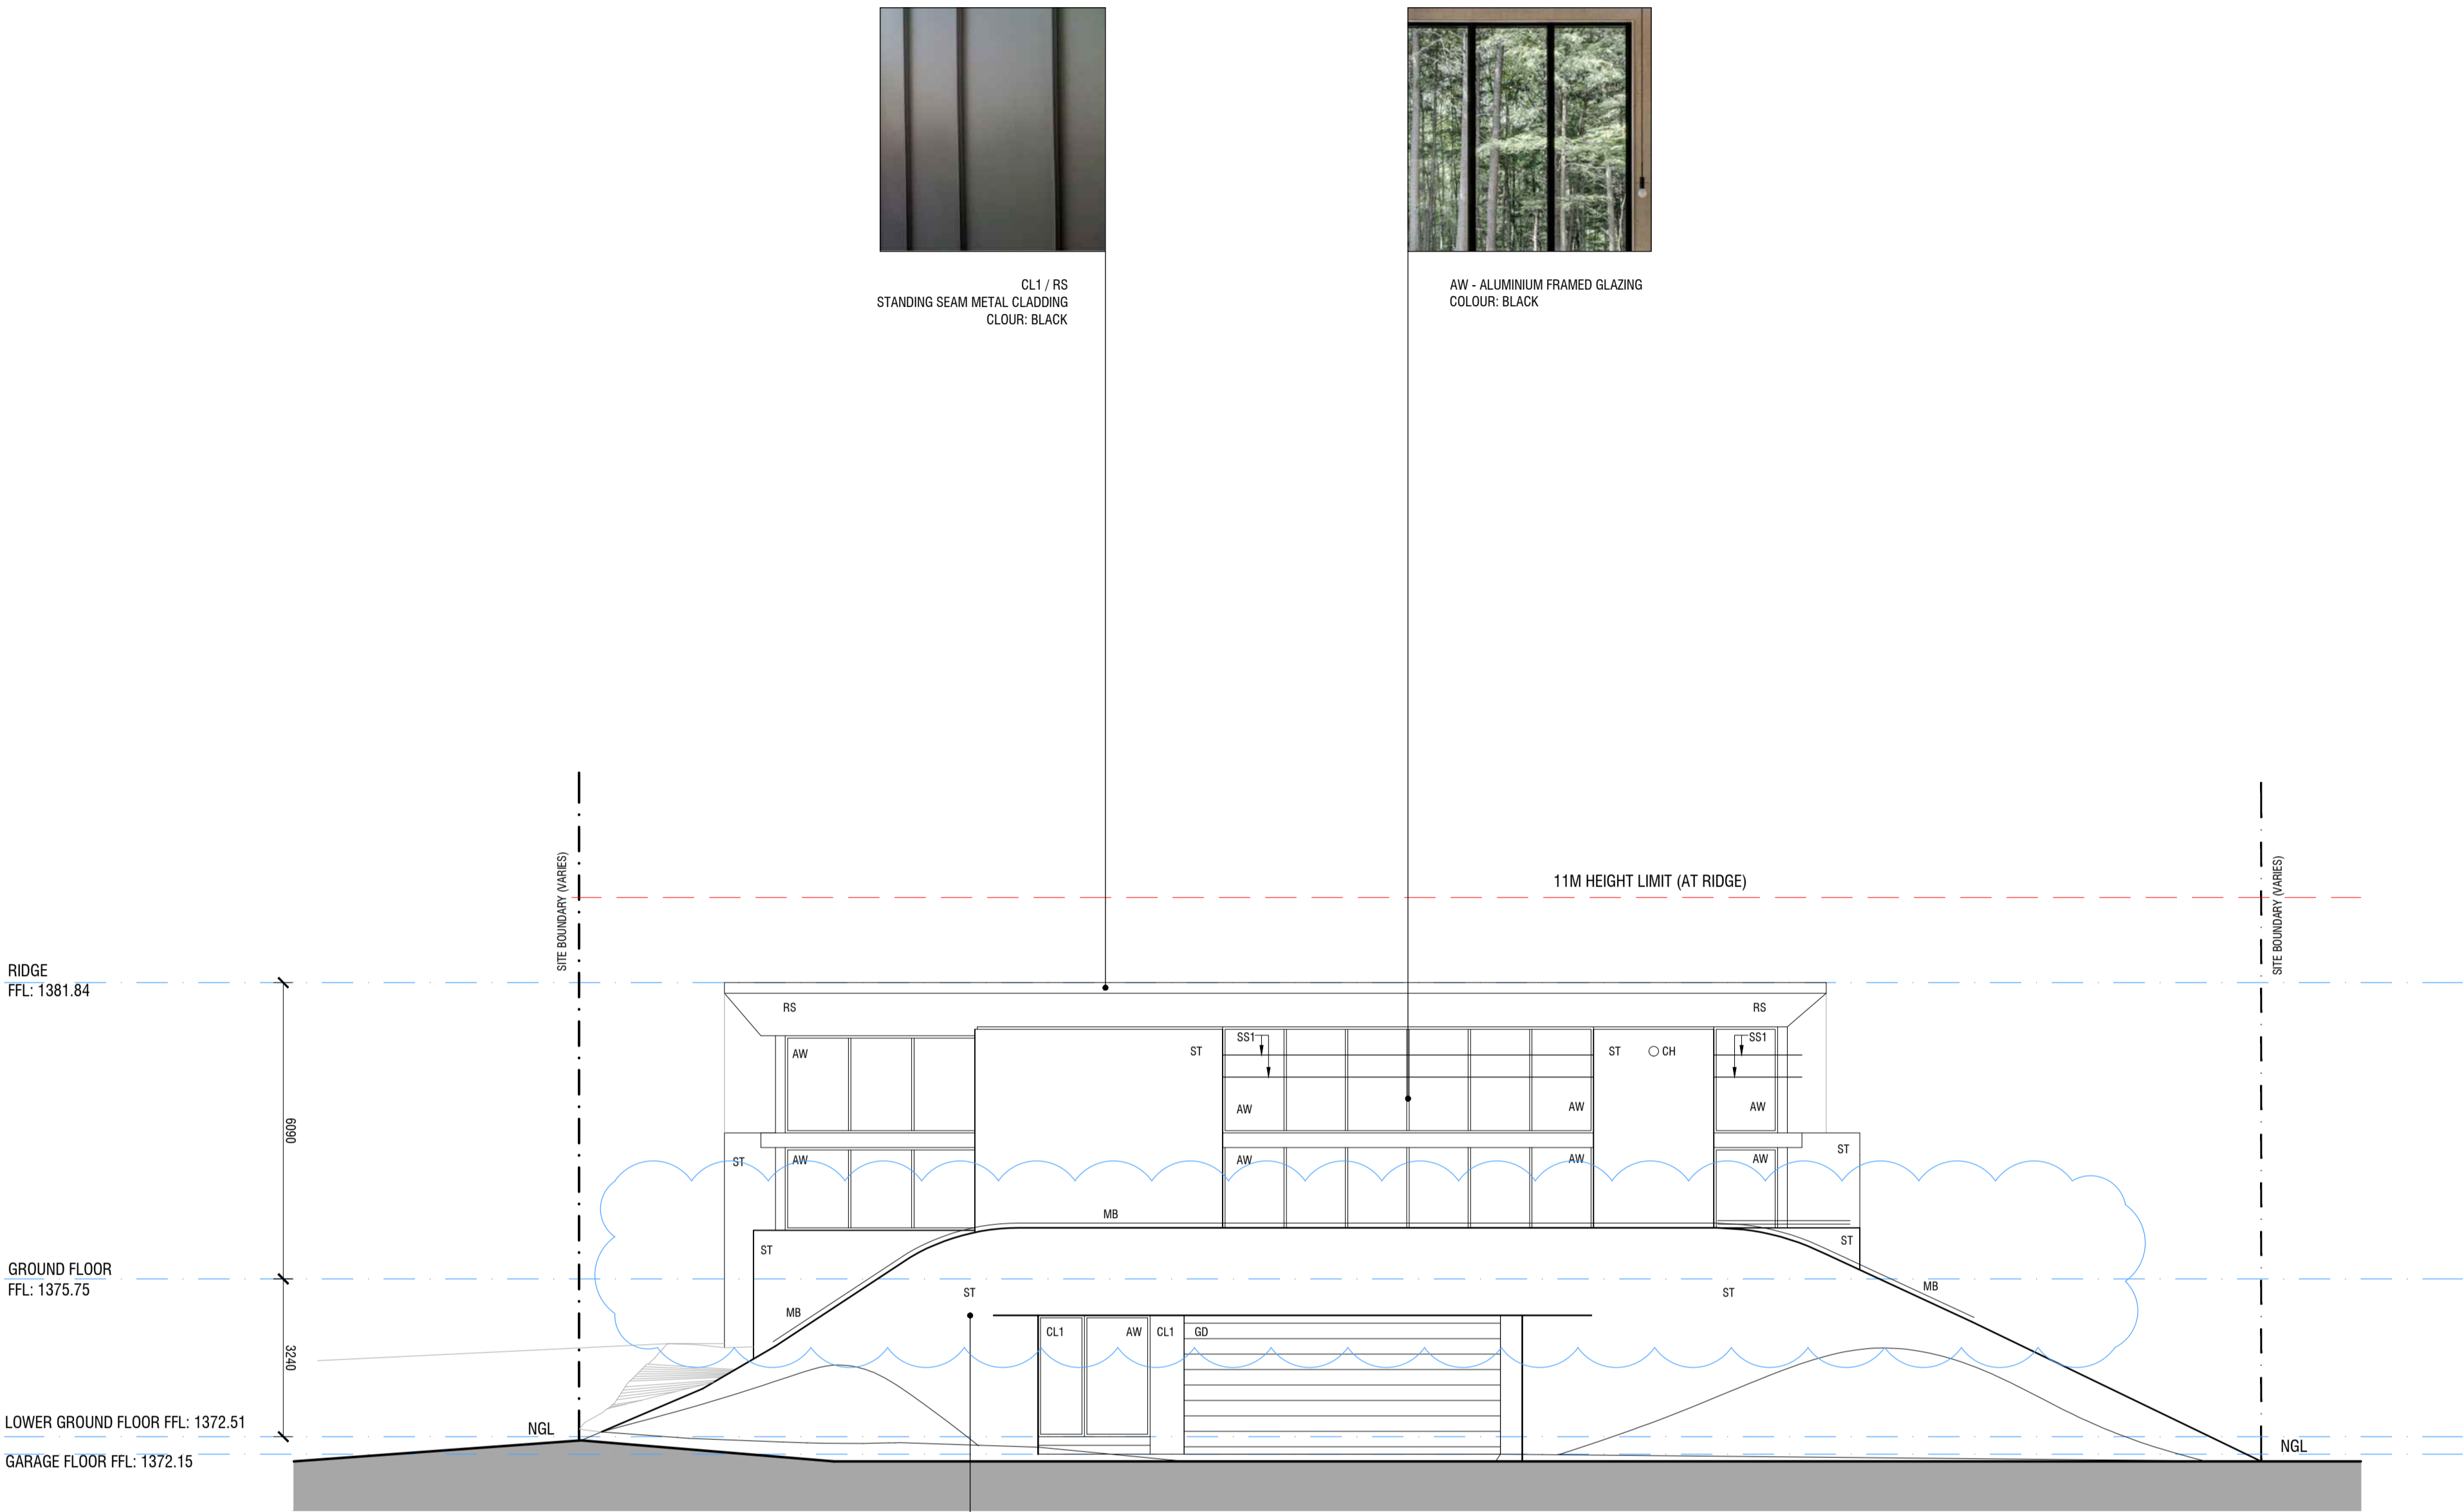 CL1 / RS
STANDING SEAM METAL CLADDING
CLOUR: BLACK
AW - ALUMINIUM FRAMED GLAZING
COLOUR: BLACK
SITE BOUNDARY (VARIES)
11M HEIGHT LIMIT (AT RIDGE)
SITE BOUNDARY (VARIES)
RIDGE
FFL: 1381.84
RS
RS
AW
ST
SS1
ST
CH
SS1
AW
AW
AW
6090
ST
AW
AW
AW
AW
ST
MB
ST
ST
GROUND FLOOR
FFL: 1375.75
MB
ST
ST
MB
CL1
AW
CL1
GD
3240
LOWER GROUND FLOOR FFL: 1372.51
NGL
NGL
GARAGE FLOOR FFL: 1372.15